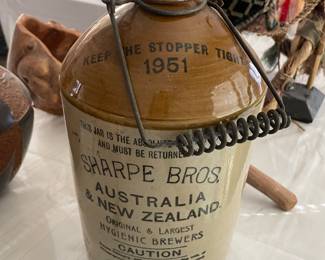 KEEP THE STOPPER TIGHT
1951
THIS JAR IS THE ABSOLUTE
AND MUST BE RETURNED
SHARPE BROS.
AUSTRALIA
& NEW ZEALAND.
ORIGINAL & LARGEST
HYGIENIC BREWERS
CAUTION